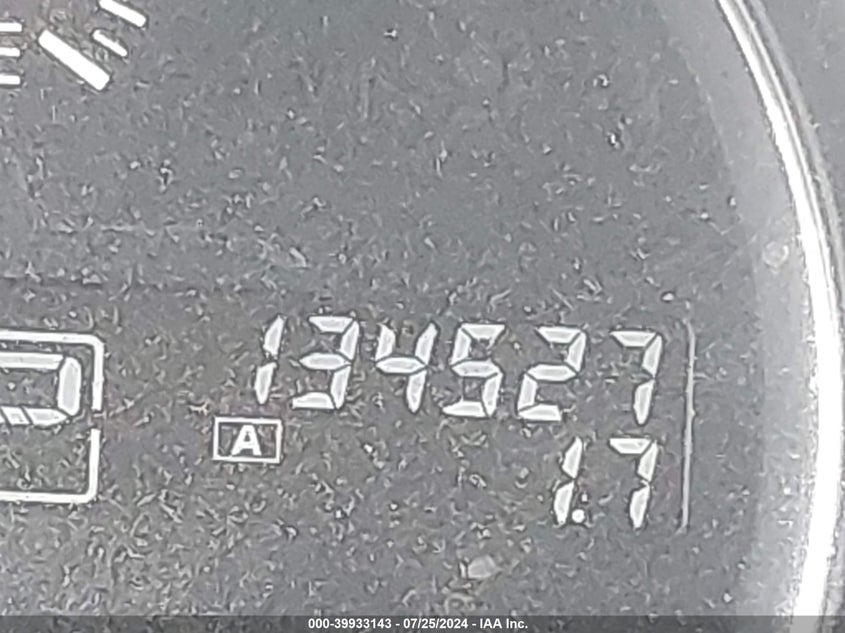 134527
A
1.7
000-39933143 - 07/25/2024 - IAA Inc.